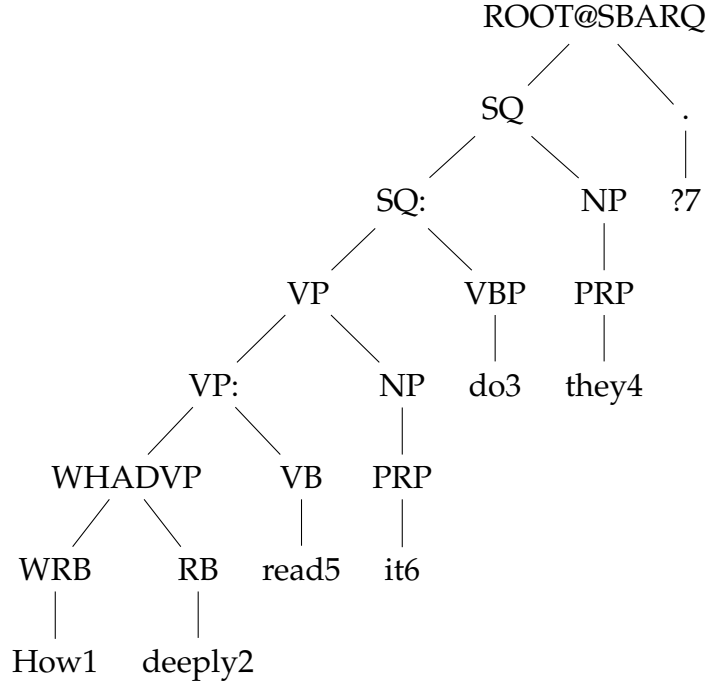 ROOT@SBARQ
SQ .
SQ: NP ?7
VP VBP PRP
VP: NP do3 they4
WHADVP VB PRP
WRB RB read5 it6
How1 deeply2